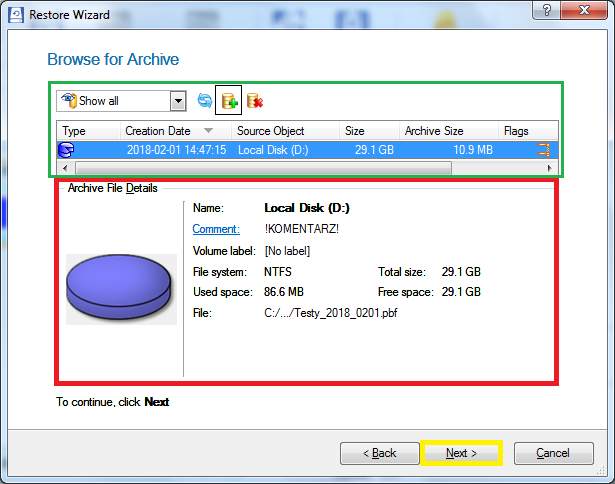 Restore Wizard
Browse for Archive
Show all
Type Creation Date Source Object Size Archive Size Flags
2018-02-01 14:47:15 Local Disk (D:) 29.1 GB 10.9 MB
Archive File Details
Name: Local Disk (D:)
Comment: !KOMENTARZ!
Volume label: [No label]
File system: NTFS Total size: 29.1 GB
Used space: 86.6 MB Free space: 29.1 GB
File: C:/.../Testy_2018_0201.pbf
To continue, click Next
< Back Next > Cancel